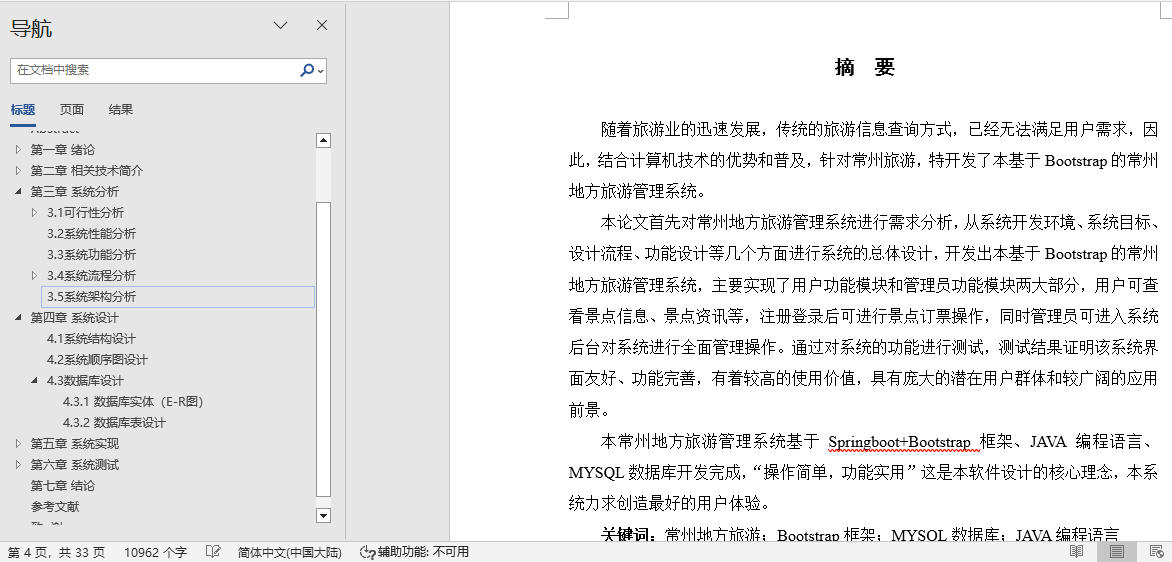 导航
在文档中搜索
标题 页面 结果
Abstract
第一章 绪论
第二章 相关技术简介
第三章 系统分析
3.1可行性分析
3.2系统性能分析
3.3系统功能分析
3.4系统流程分析
3.5系统架构分析
第四章 系统设计
4.1系统结构设计
4.2系统顺序图设计
4.3数据库设计
4.3.1 数据库实体（E-R图）
4.3.2 数据库表设计
第五章 系统实现
第六章 系统测试
第七章 结论
参考文献
摘 要
随着旅游业的迅速发展，传统的旅游信息查询方式，已经无法满足用户需求，因
此，结合计算机技术的优势和普及，针对常州旅游，特开发了本基于 Bootstrap 的常州
地方旅游管理系统。
本论文首先对常州地方旅游管理系统进行需求分析，从系统开发环境、系统目标、
设计流程、功能设计等几个方面进行系统的总体设计，开发出本基于 Bootstrap 的常州
地方旅游管理系统，主要实现了用户功能模块和管理员功能模块两大部分，用户可查
看景点信息、景点资讯等，注册登录后可进行景点订票操作，同时管理员可进入系统
后台对系统进行全面管理操作。通过对系统的功能进行测试，测试结果证明该系统界
面友好、功能完善，有着较高的使用价值，具有庞大的潜在用户群体和较广阔的应用
前景。
本常州地方旅游管理系统基于 Springboot+Bootstrap 框架、JAVA 编程语言、
MYSQL 数据库开发完成，“操作简单，功能实用”这是本软件设计的核心理念，本系
统力求创造最好的用户体验。
关键词：常州地方旅游；Bootstrap 框架；MYSQL 数据库；JAVA 编程语言
第 4 页，共 33 页 10962 个字 简体中文(中国大陆) 辅助功能: 不可用